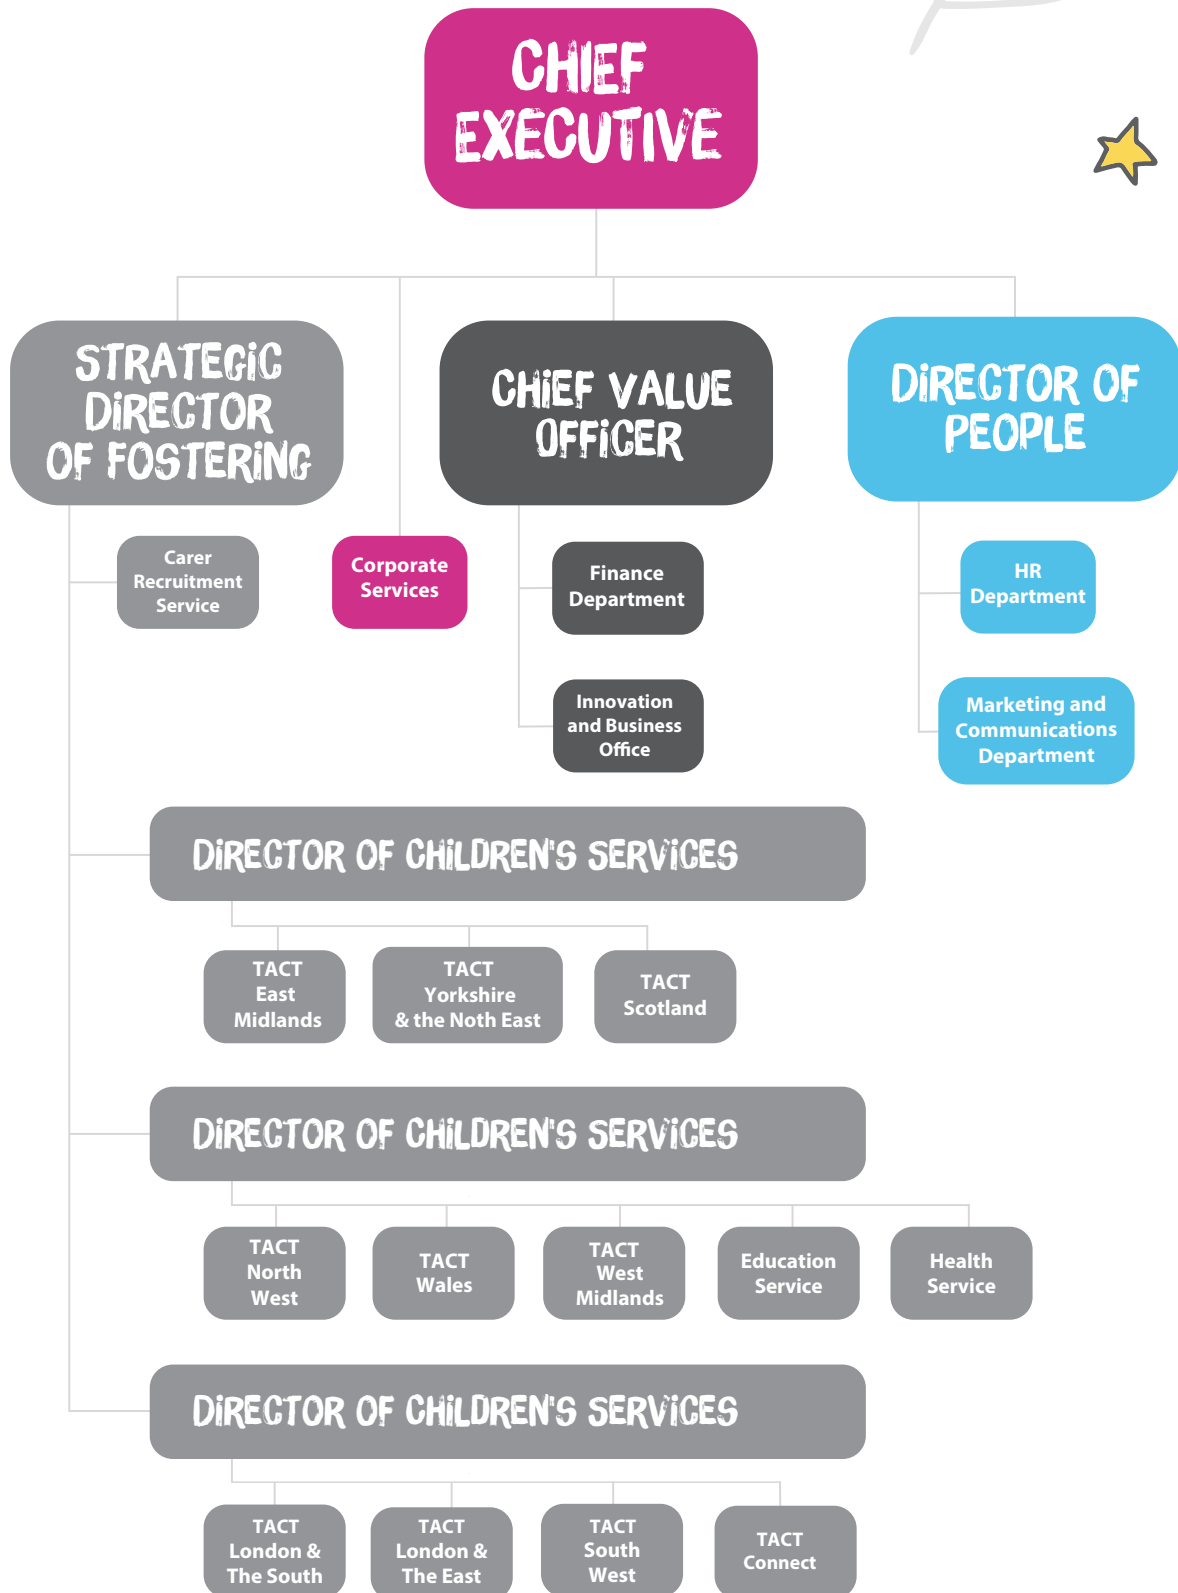 CHIEF
EXECUTIVE
STRATEGiC
DiRECTOR
OF FOSTERiNG
CHiEF VALUE
OFFiCER
DiRECTOR OF
PEOPLE
Carer
Recruitment
Service
Corporate
Services
Finance
Department
HR
Department
Innovation
and Business
Office
Marketing and
Communications
Department
DiRECTOR OF CHiLDREN'S SERViCES
TACT
East
Midlands
TACT
Yorkshire
& the Noth East
TACT
Scotland
DiRECTOR OF CHiLDREN'S SERViCES
TACT
North
West
TACT
Wales
TACT
West
Midlands
Education
Service
Health
Service
DiRECTOR OF CHiLDREN'S SERViCES
TACT
London &
The South
TACT
London &
The East
TACT
South
West
TACT
Connect